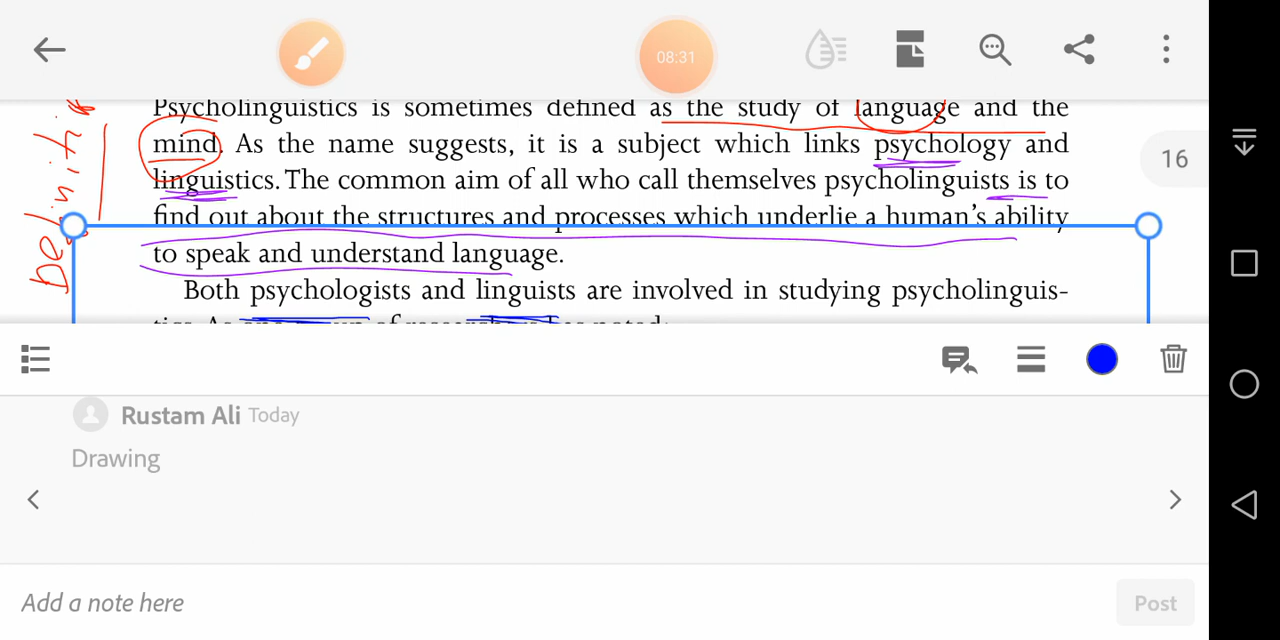 08:31
Psycholinguistics is sometimes defined as the study of language and the
mind. As the name suggests, it is a subject which links psychology and
16
linguistics. The common aim of all who call themselves psycholinguists is to
find out about the structures and processes which underlie a human's ability
to speak and understand language.
Both psychologists and linguists are involved in studying psycholinguis-
Rustam Ali Today
Drawing
Add a note here
Post